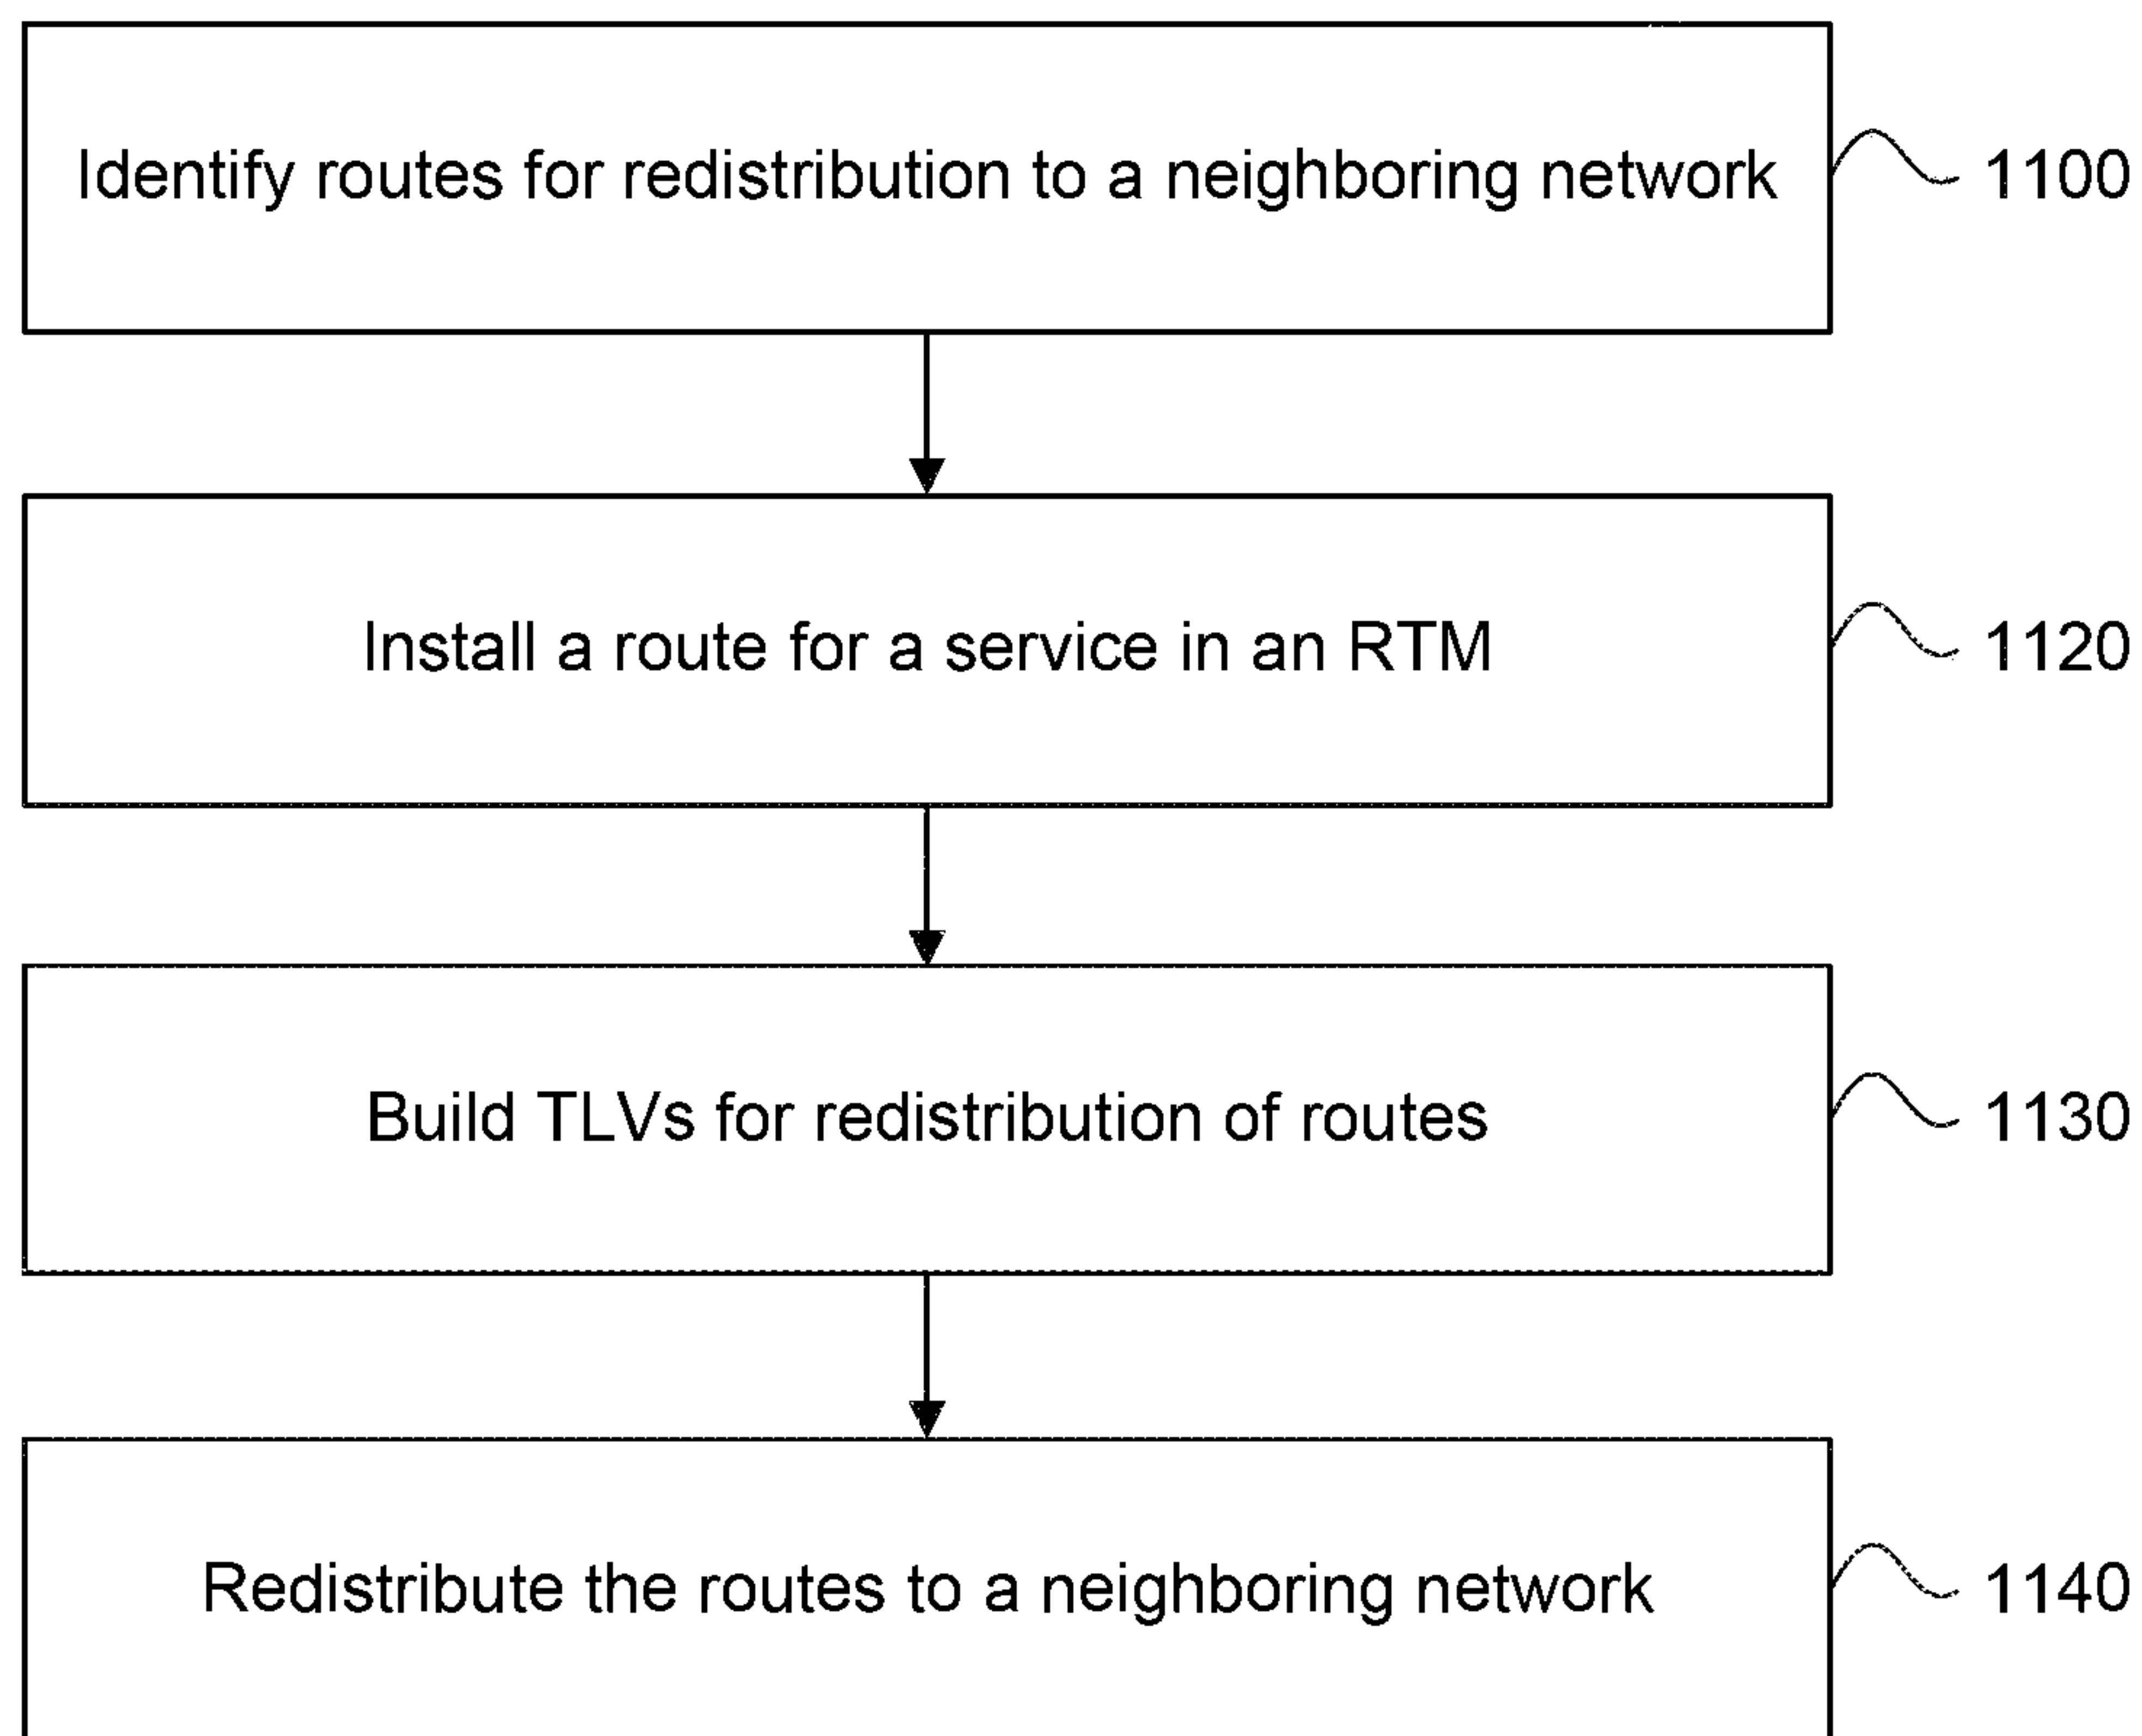 Identify routes for redistribution to a neighboring network
1100
Install a route for a service in an RTM
1120
Build TLVs for redistribution of routes
1130
Redistribute the routes to a neighboring network
1140